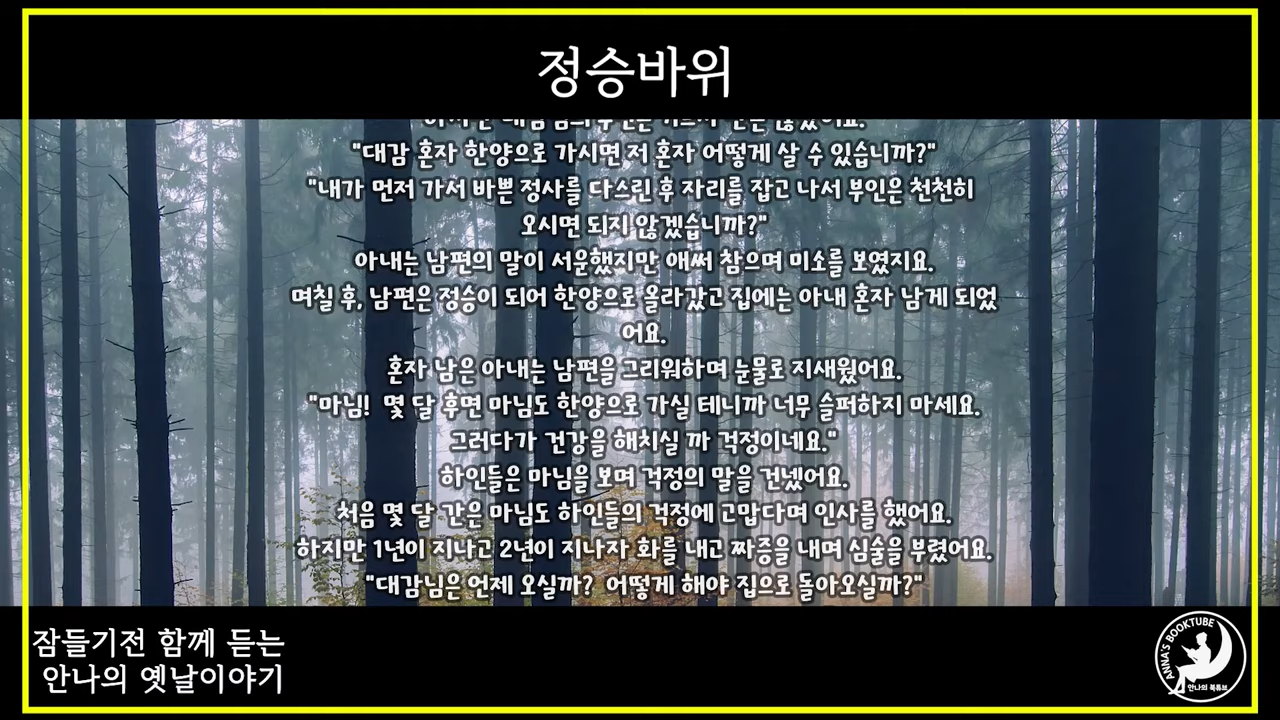 정승바위
"대감 혼자 한양으로 가시면 저 혼자 어떻게 살 수 있습니까?"
"내가 먼저 가서 바쁜 정사를 다스린 후 자리를 잡고 나서 부인은 천천히
오시면 되지 않겠습니까?"
아내는 남편의 말이 서운했지만 애써 참으며 미소를 보였지요.
며칠 후, 남편은 정승이 되어 한양으로 올라갔고 집에는 아내 혼자 남게 되었
어요.
혼자 남은 아내는 남편을 그리워하며 눈물로 지새웠어요.
"마님! 몇 달 후면 마님도 한양으로 가실 테니까 너무 슬퍼하지 마세요.
그러다가 건강을 해치실 까 걱정이네요."
하인들은 마님을 보며 걱정의 말을 건넸어요.
처음 몇 달 간은 마님도 하인들의 걱정에 고맙다며 인사를 했어요.
하지만 1년이 지나고 2년이 지나자 화를 내고 짜증을 내며 심술을 부렸어요.
"대감님은 언제 오실까? 어떻게 해야 집으로 돌아오실까?"
잠들기전 함께 듣는
안나의 옛날이야기
ANNA'S BOOKTUBE
안나의 북튜브